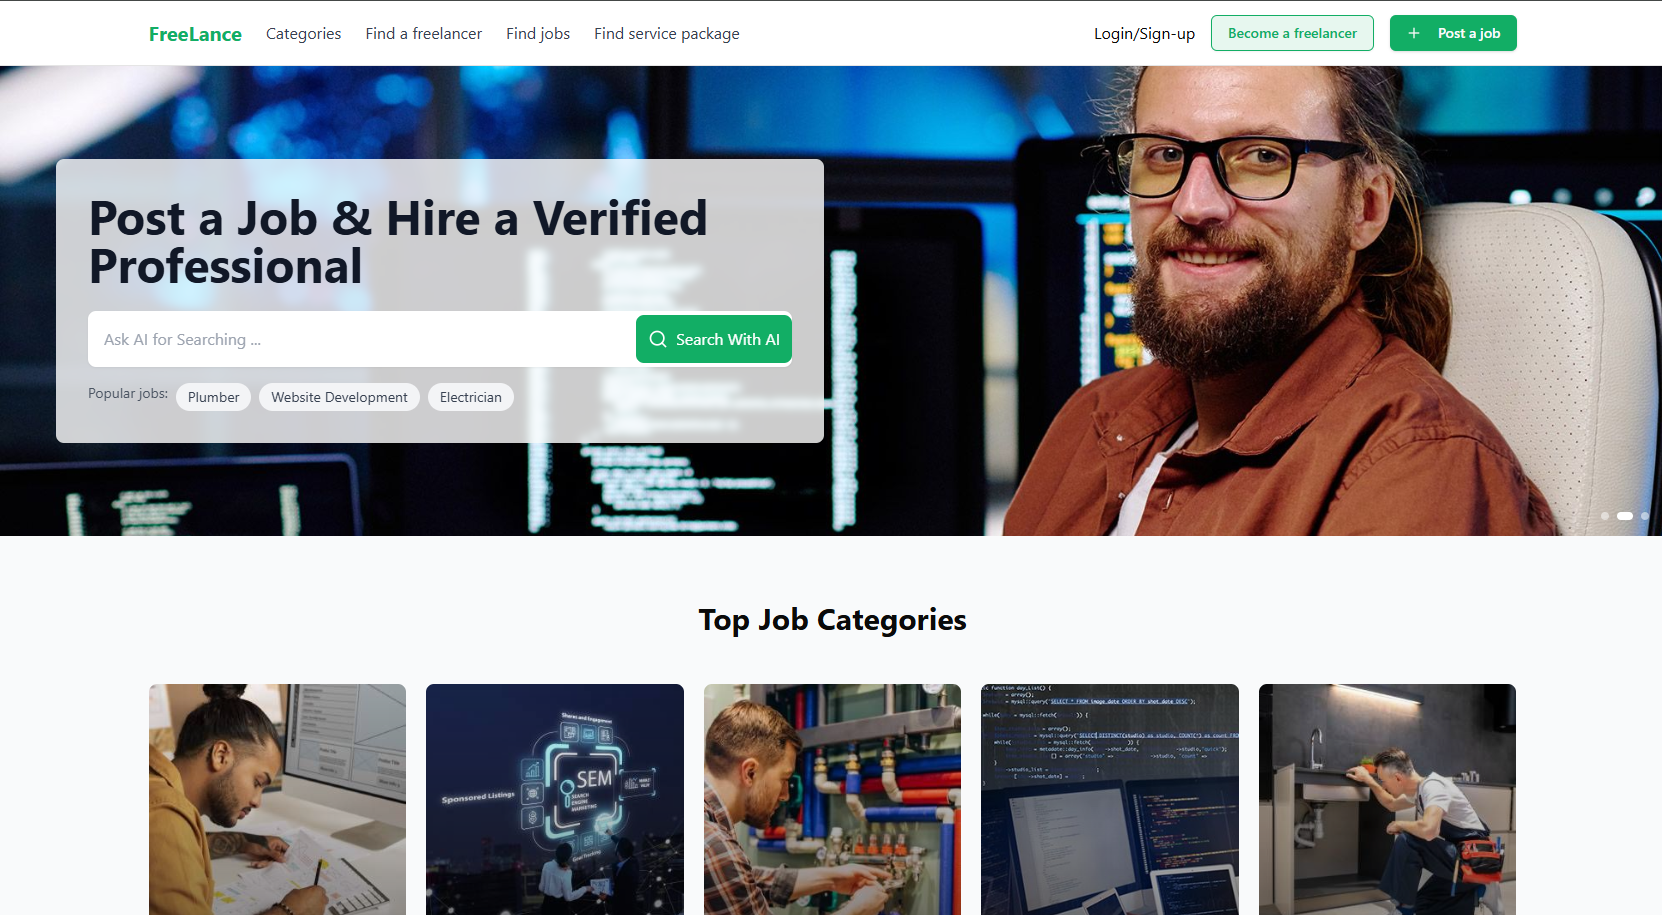 FreeLance
Categories
Find a freelancer
Find jobs
Find service package
Login/Sign-up
Become a freelancer
Post a job
Post a Job & Hire a Verified
Professional
Ask AI for Searching ...
Search With AI
Popular jobs:
Plumber
Website Development
Electrician
Top Job Categories
Shares and Engagement
SEM
SEARCH
ENGINE
MARKETING
Sponsored Listings
Goal Tracking